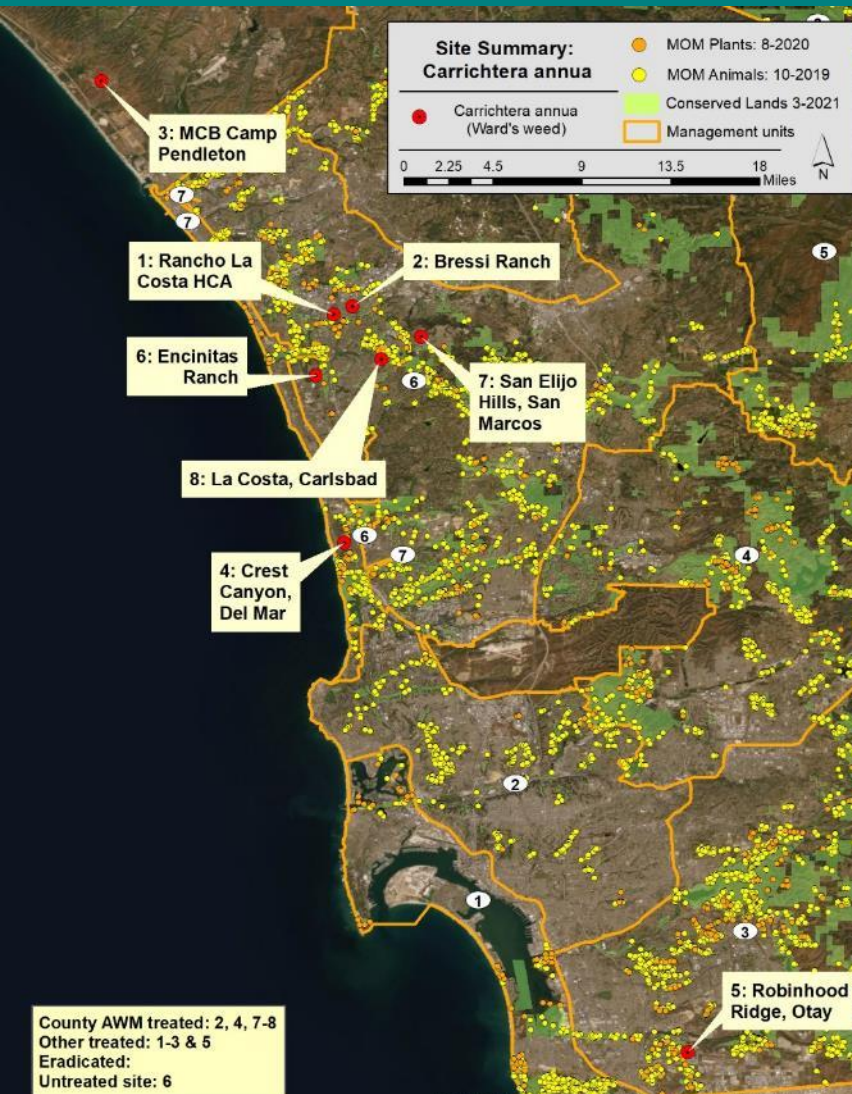 Site Summary:
Carrichtera annua
Carrichtera annua
(Ward's weed)
MOM Plants: 8-2020
MOM Animals: 10-2019
Conserved Lands 3-2021
Management units
0 2.25 4.5 9 13.5 18
Miles
N
3: MCB Camp
Pendleton
7
7
1: Rancho La
Costa HCA
2: Bressi Ranch
5
6: Encinitas
Ranch
6
7: San Elijo
Hills, San
Marcos
8: La Costa, Carlsbad
6
7
4
4: Crest
Canyon,
Del Mar
2
1
3
5: Robinhood
Ridge, Otay
County AWM treated: 2, 4, 7-8
Other treated: 1-3 & 5
Eradicated:
Untreated site: 6